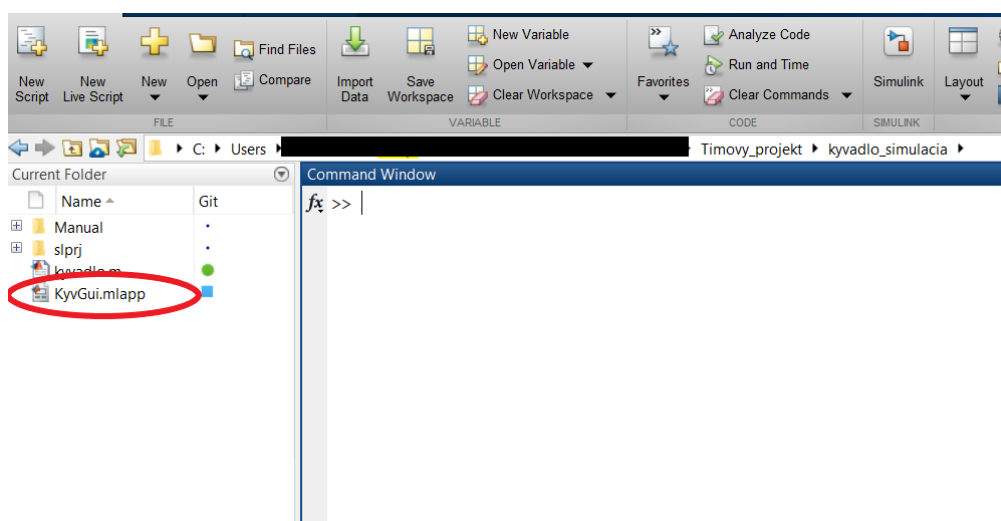 Find Files
Compare
New Script
New Live Script
New
Open
FILE
Import Data
Save Workspace
New Variable
Open Variable
Clear Workspace
VARIABLE
Favorites
Analyze Code
Run and Time
Clear Commands
CODE
Simulink
SIMULINK
Layout
C: Users Timovy_projekt kyvadlo_simulacia
Current Folder
Name Git
Manual
slprj
kyvadlo.m
KyvGui.mlapp
Command Window
fx >>